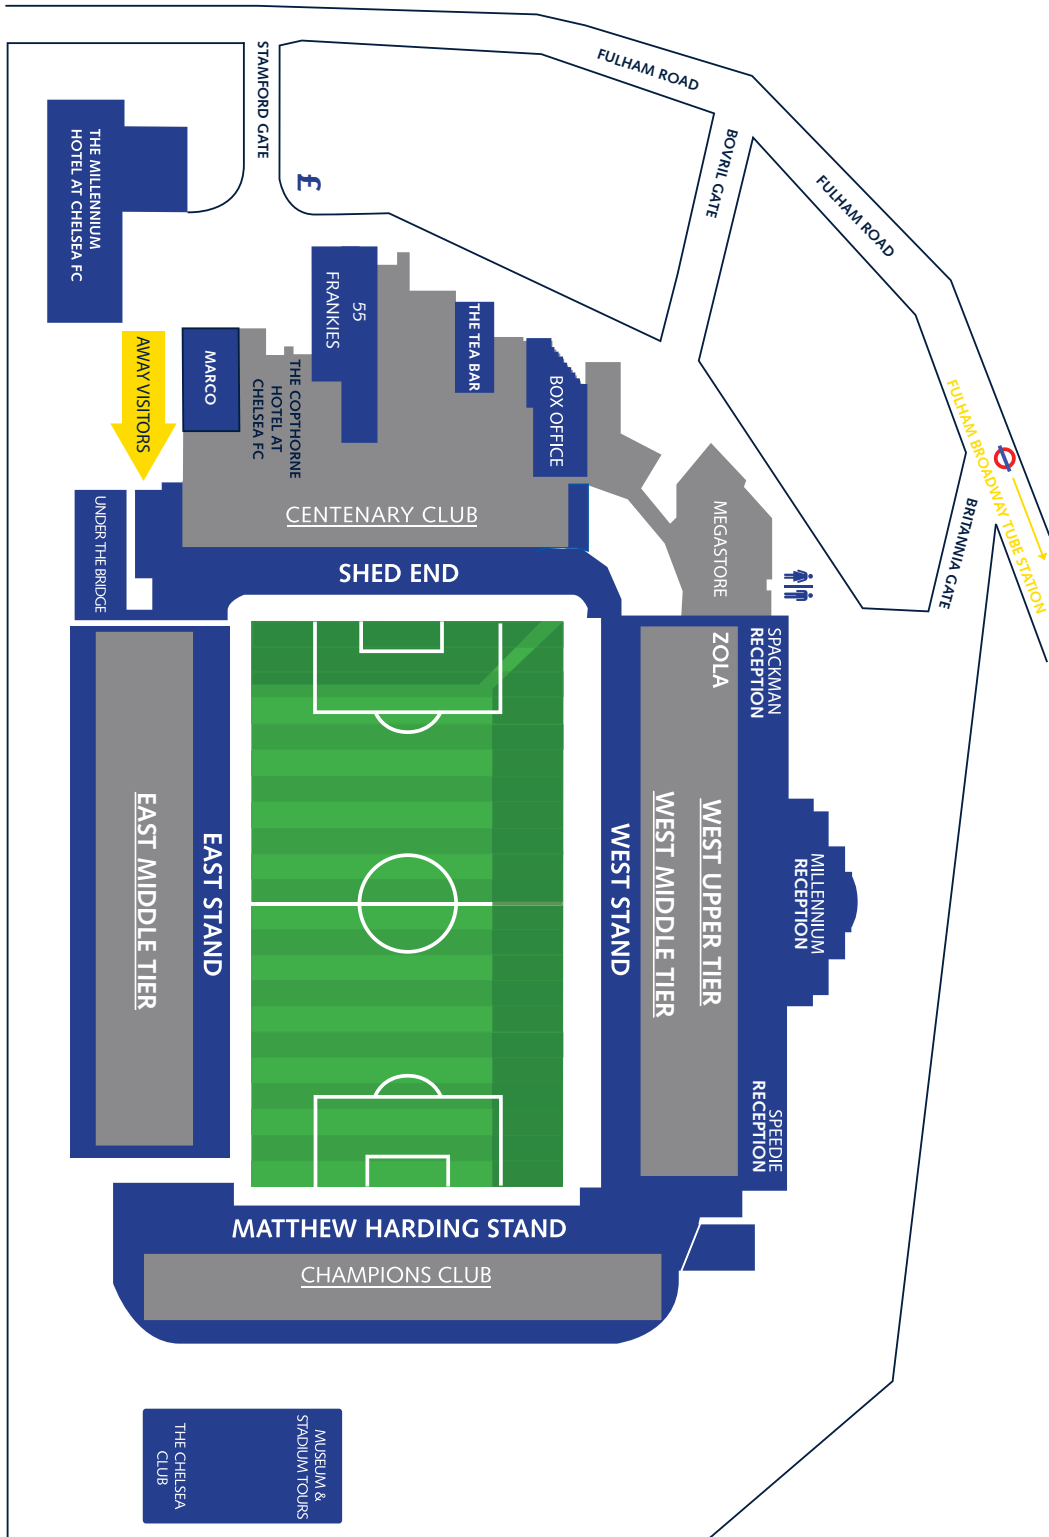 FULHAM ROAD
STAMFORD GATE
BOVRIL GATE
FULHAM ROAD
THE MILLENNIUM
HOTEL AT CHELSEA FC
£
55
FRANKIES
THE TEA BAR
BOX OFFICE
MARCO
THE COPTHORNE
HOTEL AT
CHELSEA FC
AWAY VISITORS
FULHAM BROADWAY TUBE STATION
BRITANNIA GATE
UNDER THE BRIDGE
CENTENARY CLUB
MEGASTORE
SHED END
ZOLA
SPACKMAN
RECEPTION
EAST MIDDLE TIER
EAST STAND
WEST STAND
WEST MIDDLE TIER
WEST UPPER TIER
MILLENNIUM
RECEPTION
SPEEDIE
RECEPTION
MATTHEW HARDING STAND
CHAMPIONS CLUB
MUSEUM &
STADIUM TOURS
THE CHELSEA
CLUB